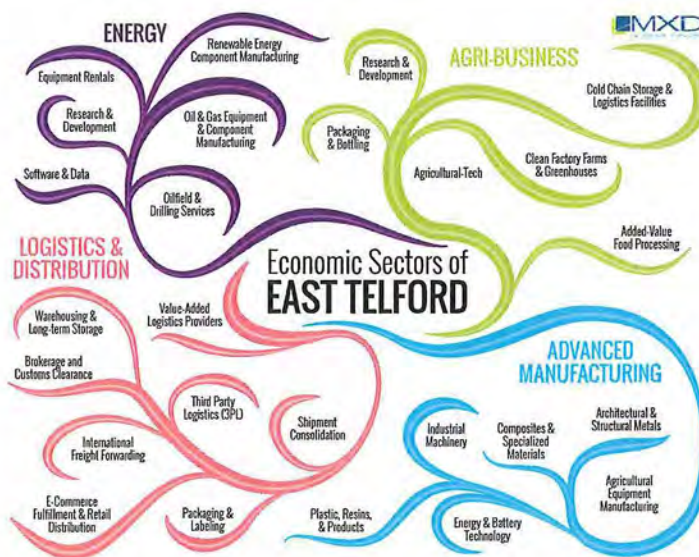 MXD
ENERGY
Renewable Energy
Component Manufacturing
Equipment Rentals
Research &
Development
Oil & Gas Equipment
& Component
Manufacturing
Software & Data
Oilfield &
Drilling Services
AGRI-BUSINESS
Research &
Development
Cold Chain Storage &
Logistics Facilities
Packaging
& Bottling
Agricultural-Tech
Clean Factory Farms
& Greenhouses
Added-Value
Food Processing
Economic Sectors of
EAST TELFORD
LOGISTICS &
DISTRIBUTION
Warehousing &
Long-term Storage
Value-Added
Logistics Providers
Brokerage and
Customs Clearance
Third Party
Logistics (3PL)
Shipment
Consolidation
International
Freight Forwarding
E-Commerce
Fulfillment & Retail
Distribution
Packaging &
Labeling
ADVANCED
MANUFACTURING
Industrial
Machinery
Composites &
Specialized
Materials
Architectural &
Structural Metals
Agricultural
Equipment
Manufacturing
Plastic, Resins,
& Products
Energy & Battery
Technology